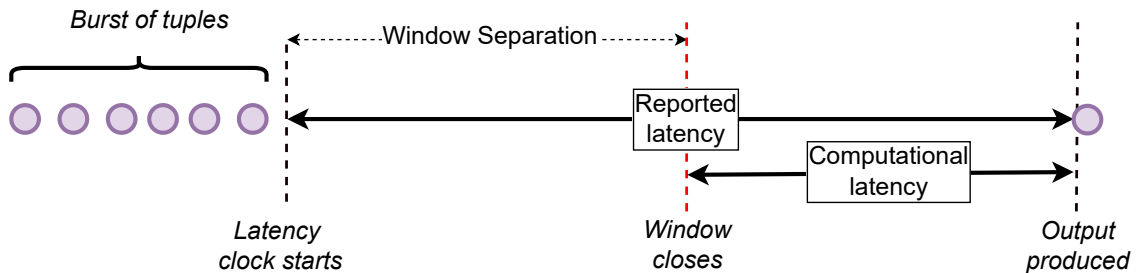 Burst of tuples
Window Separation
Reported
latency
Computational
latency
Latency
clock starts
Window
closes
Output
produced